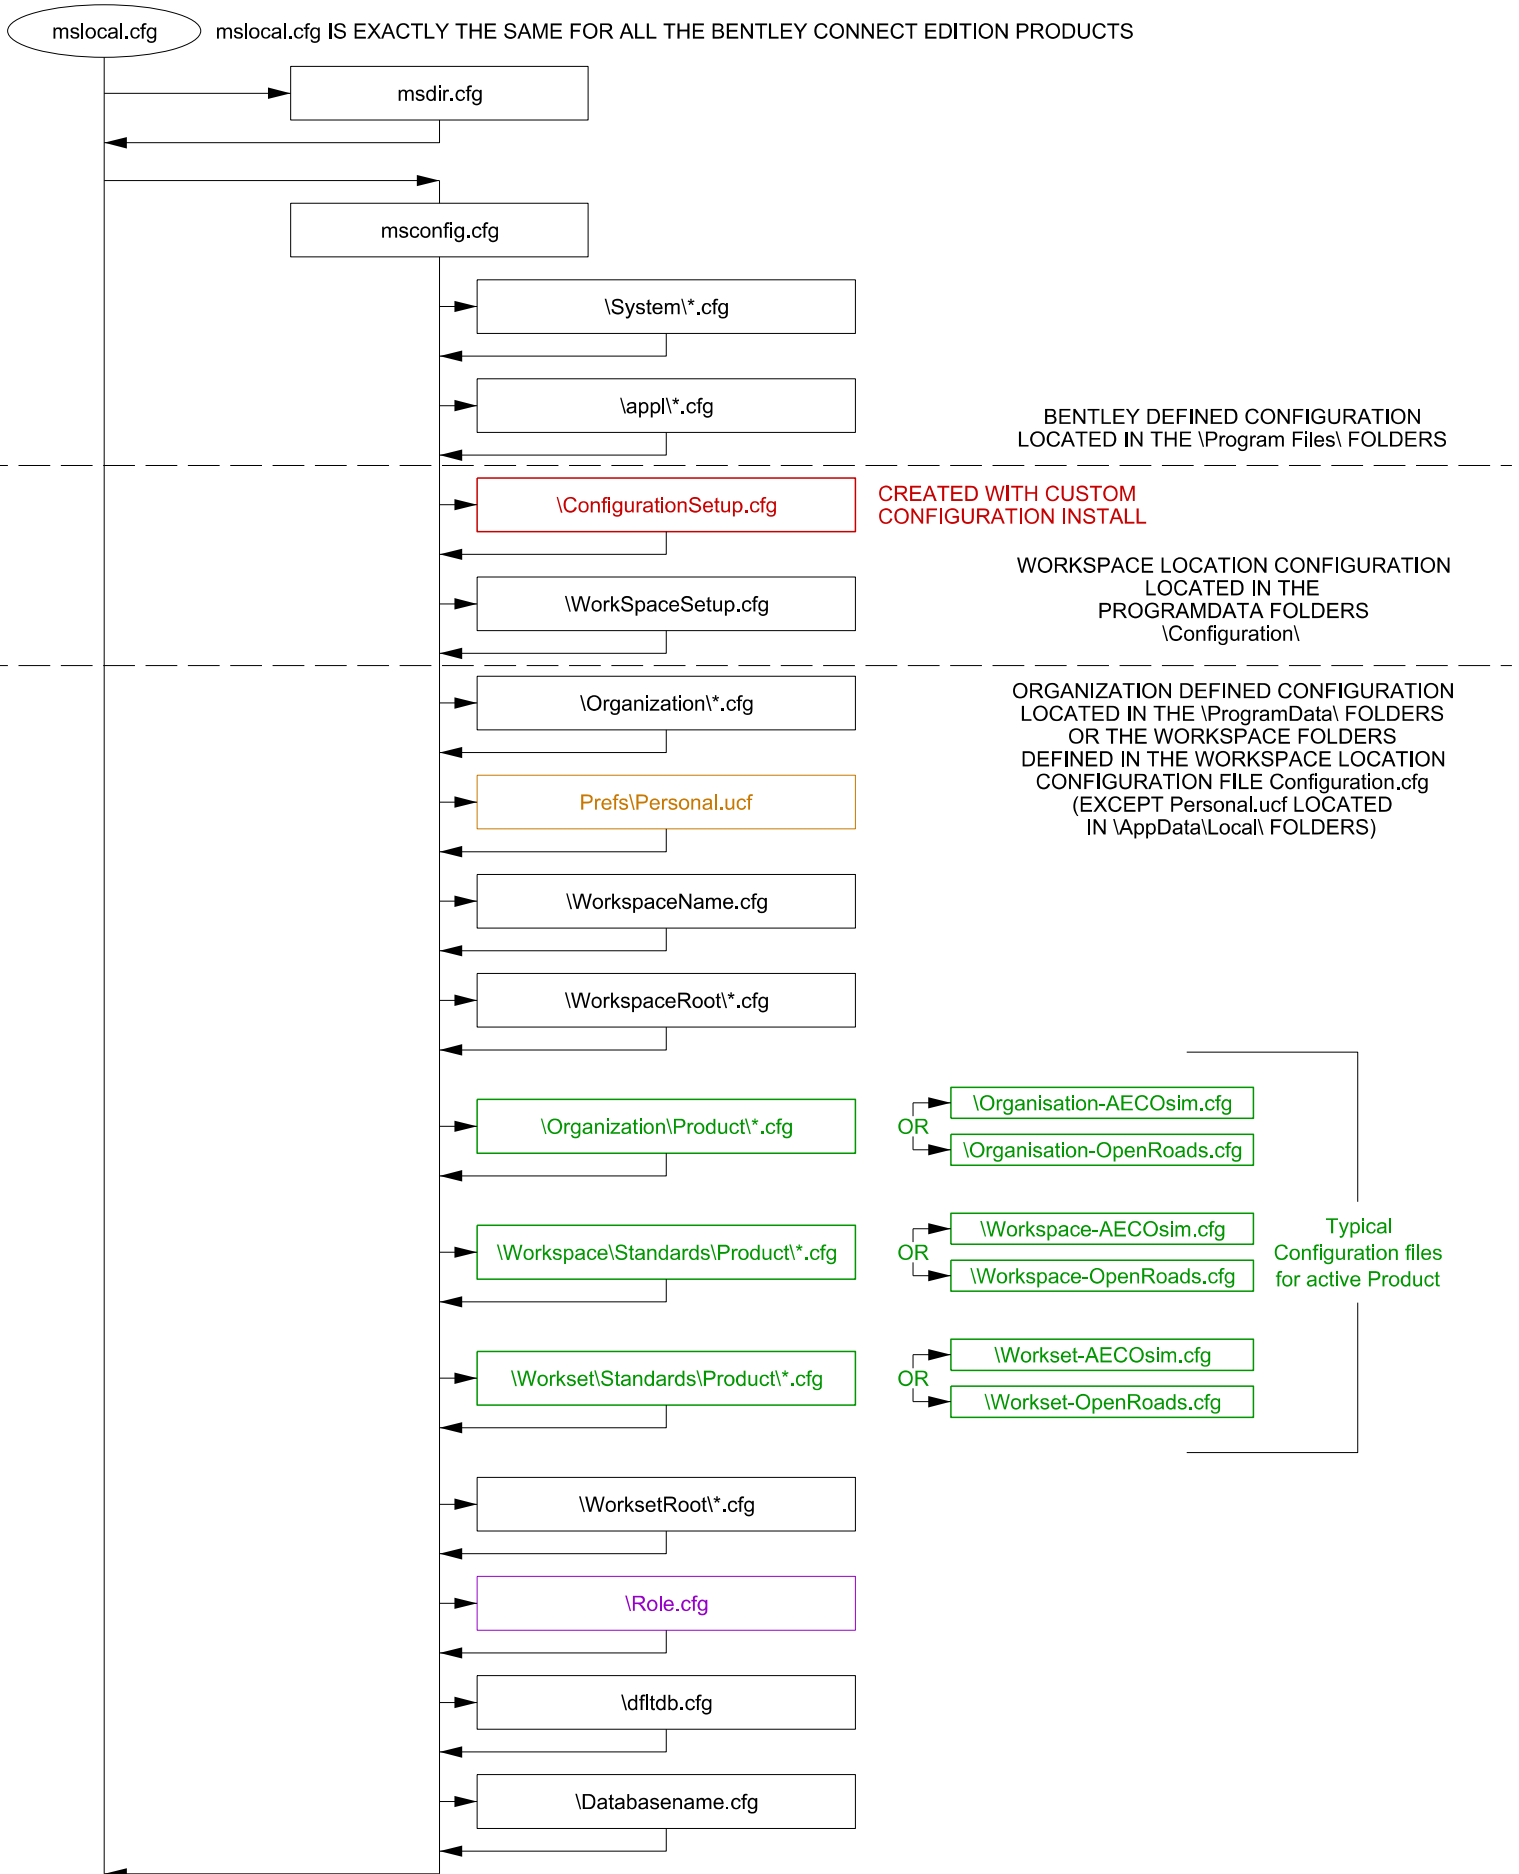 mslocal.cfg
mslocal.cfg IS EXACTLY THE SAME FOR ALL THE BENTLEY CONNECT EDITION PRODUCTS
msdir.cfg
msconfig.cfg
\System\*.cfg
\appl\*.cfg
BENTLEY DEFINED CONFIGURATION
LOCATED IN THE \Program Files\ FOLDERS
\ConfigurationSetup.cfg
CREATED WITH CUSTOM
CONFIGURATION INSTALL
WORKSPACE LOCATION CONFIGURATION
LOCATED IN THE
PROGRAMDATA FOLDERS
\Configuration\
\WorkSpaceSetup.cfg
\Organization\*.cfg
ORGANIZATION DEFINED CONFIGURATION
LOCATED IN THE \ProgramData\ FOLDERS
OR THE WORKSPACE FOLDERS
DEFINED IN THE WORKSPACE LOCATION
CONFIGURATION FILE Configuration.cfg
(EXCEPT Personal.ucf LOCATED
IN \AppData\Local\ FOLDERS)
Prefs\Personal.ucf
\WorkspaceName.cfg
\WorkspaceRoot\*.cfg
\Organization\Product\*.cfg
OR
\Organisation-AECOsim.cfg
\Organisation-OpenRoads.cfg
\Workspace\Standards\Product\*.cfg
OR
\Workspace-AECOsim.cfg
\Workspace-OpenRoads.cfg
Typical
Configuration files
for active Product
\Workset\Standards\Product\*.cfg
OR
\Workset-AECOsim.cfg
\Workset-OpenRoads.cfg
\WorksetRoot\*.cfg
\Role.cfg
\dfltdb.cfg
\Databasename.cfg